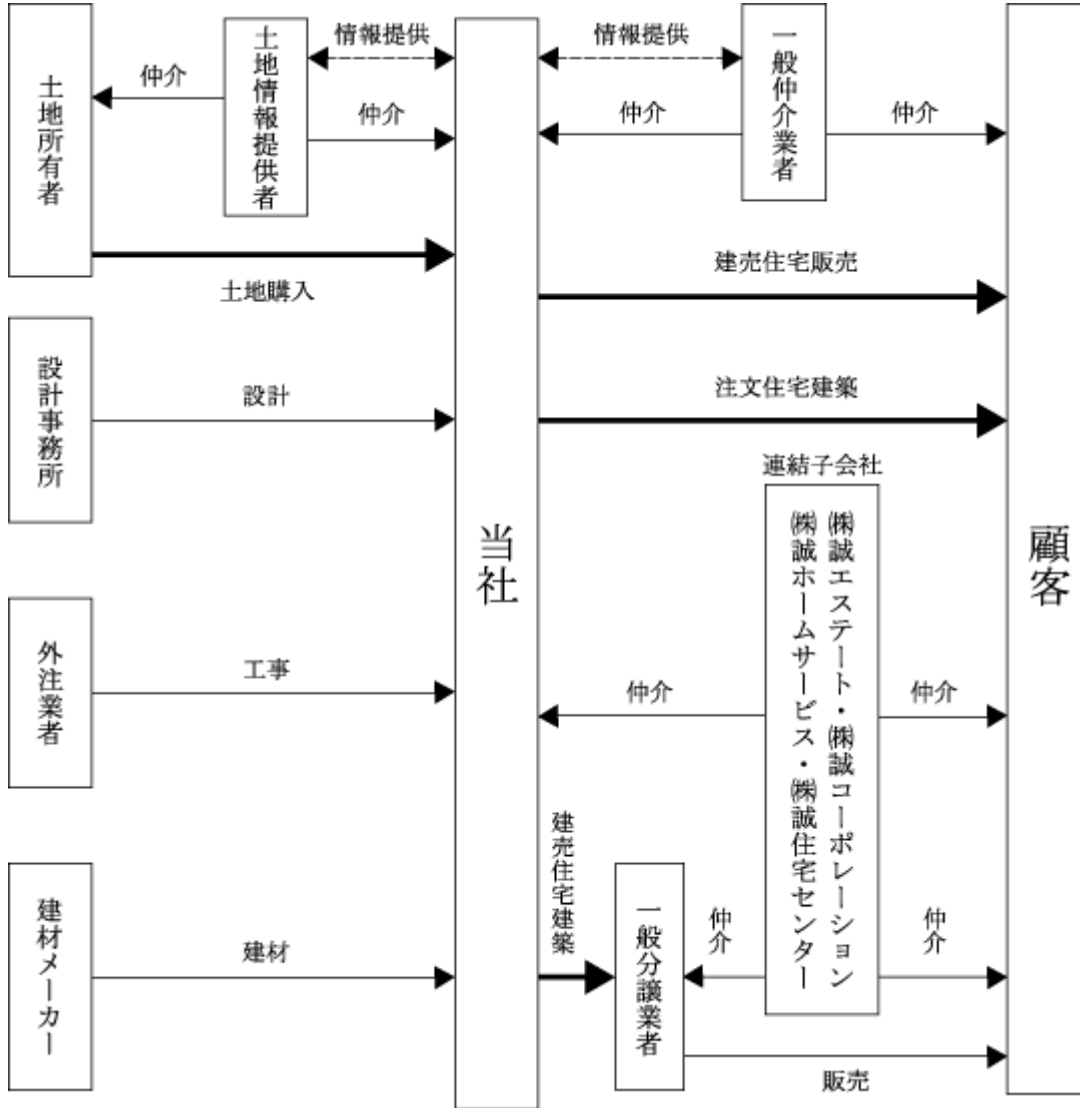 土地所有者
仲介
土地情報提供者
情報提供
仲介
土地購入
設計事務所
設計
外注業者
工事
建材メーカー
建材
当社
情報提供
仲介
一般仲介業者
仲介
建売住宅販売
注文住宅建築
連結子会社
㈱誠エステート・㈱誠コーポレーション
㈱誠ホームサービス・㈱誠住宅センター
仲介
仲介
建売住宅建築
一般分譲業者
仲介
仲介
販売
顧客